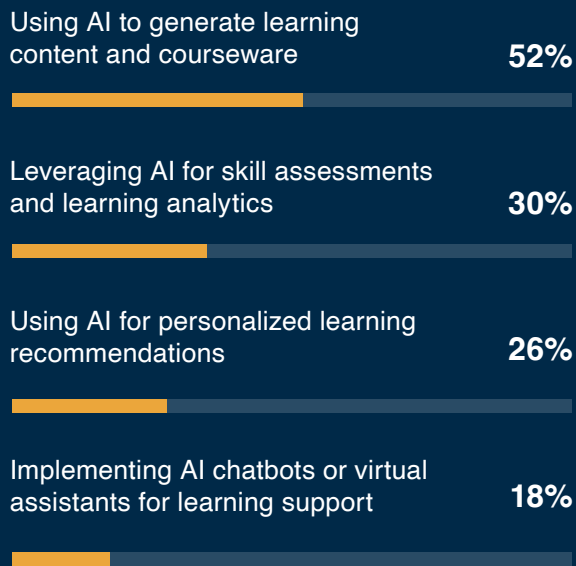 Using AI to generate learning
content and courseware
52%
Leveraging AI for skill assessments
and learning analytics
30%
Using AI for personalized learning
recommendations
26%
Implementing AI chatbots or virtual
assistants for learning support
18%